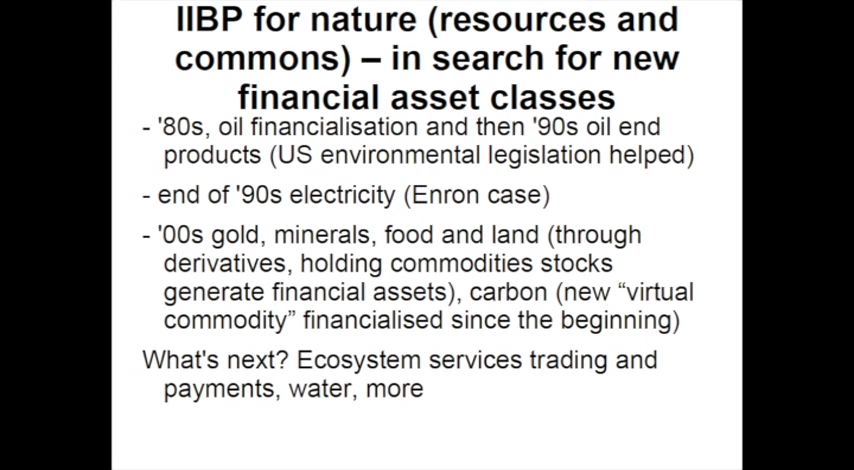 IIBP for nature (resources and
commons) – in search for new
financial asset classes
- '80s, oil financialisation and then '90s oil end
products (US environmental legislation helped)
- end of '90s electricity (Enron case)
- '00s gold, minerals, food and land (through
derivatives, holding commodities stocks
generate financial assets), carbon (new “virtual
commodity” financialised since the beginning)
What's next? Ecosystem services trading and
payments, water, more